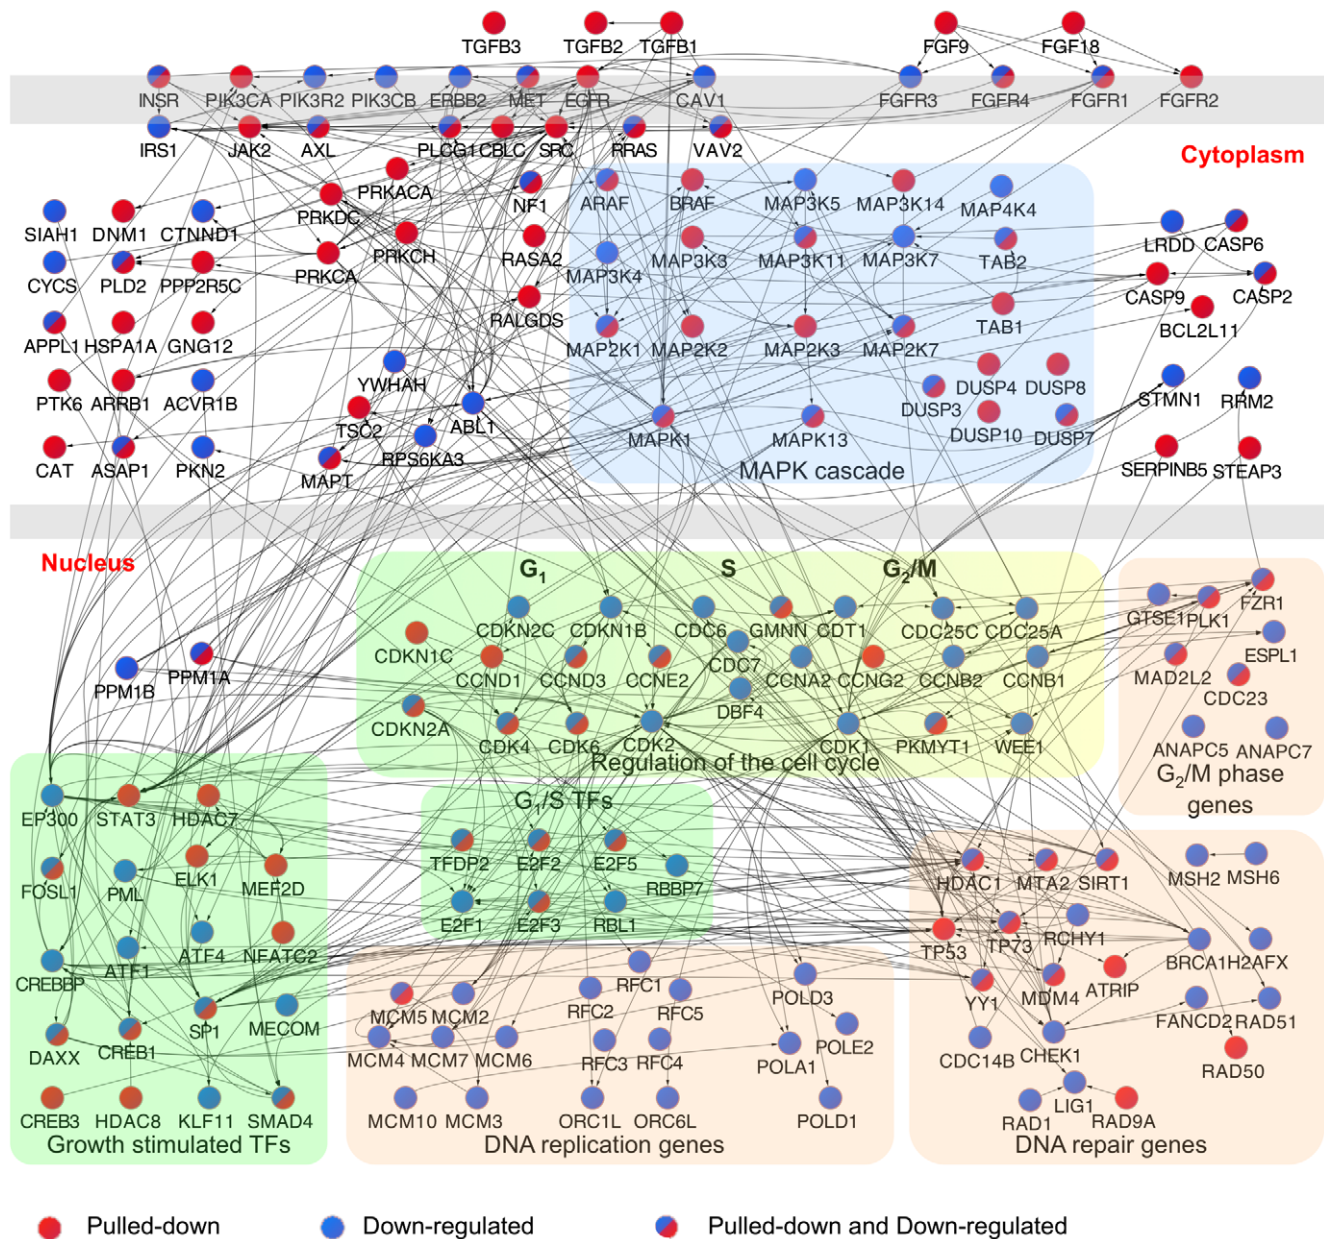 TGFB3 TGFB2 TGFB1 FGF9 FGF18
INSR PIK3CA PIK3R2 PIK3CB ERBB2 MET EGFR CAV1 FGFR3 FGFR4 FGFR1 FGFR2
IRS1 JAK2 AXL PLCG1 CBLC SRC RRAS VAV2
Cytoplasm
PRKACA NF1 ARAF BRAF MAP3K5 MAP3K14 MAP4K4
PRKDC
SIAH1 DNM1 CTNND1 PRKCH RASA2 LRDD CASP6
PRKCA MAP3K4 MAP3K3 MAP3K11 MAP3K7 TAB2
CYCS PLD2 PPP2R5C CASP9 CASP2
RALGDS TAB1 BCL2L11
APPL1 HSPA1A GNG12 MAP2K1 MAP2K2 MAP2K3 MAP2K7
YWHAH DUSP4 DUSP8
PTK6 ARRB1 ACVR1B DUSP3 STMN1 RRM2
TSC2 ABL1 MAPK1 MAPK13 DUSP10 DUSP7
CAT ASAP1 PKN2 MAPT RPS6KA3 SERPINB5 STEAP3
MAPK cascade
Nucleus G1 S G2/M
CDKN2C CDKN1B CDC6 GMNN CDT1 CDC25C CDC25A GTSE1 PLK1 FZR1
CDKN1C CDC7 ESPL1
CCND1 CCND3 CCNE2 CCNA2 CCNG2 CCNB2 CCNB1 MAD2L2
PPM1B PPM1A DBF4 CDC23
CDKN2A CDK4 CDK6 CDK2 CDK1 PKMYT1 WEE1 ANAPC5 ANAPC7
Regulation of the cell cycle
G2/M phase
genes
G1/S TFs
EP300 STAT3 HDAC7
TFDP2 E2F2 E2F5 RBBP7
FOSL1 PML ELK1 MEF2D HDAC1 MTA2 SIRT1 MSH2 MSH6
E2F1 E2F3 RBL1
CREBBP ATF1 ATF4 NFATC2 TP53 TP73 RCHY1 BRCA1 H2AFX
MCM5 MCM2 RFC2 RFC1 RFC5 POLD3 YY1 MDM4 ATRIP
DAXX CREB1 SP1 MECOM FANCD2 RAD51
MCM4 MCM7 MCM6 RFC3 RFC4 POLA1 POLE2 CDC14B CHEK1 RAD50
CREB3 HDAC8 KLF11 SMAD4 MCM10 MCM3 ORC1L ORC6L POLD1 RAD1 LIG1 RAD9A
Growth stimulated TFs DNA replication genes DNA repair genes
Pulled-down Down-regulated Pulled-down and Down-regulated